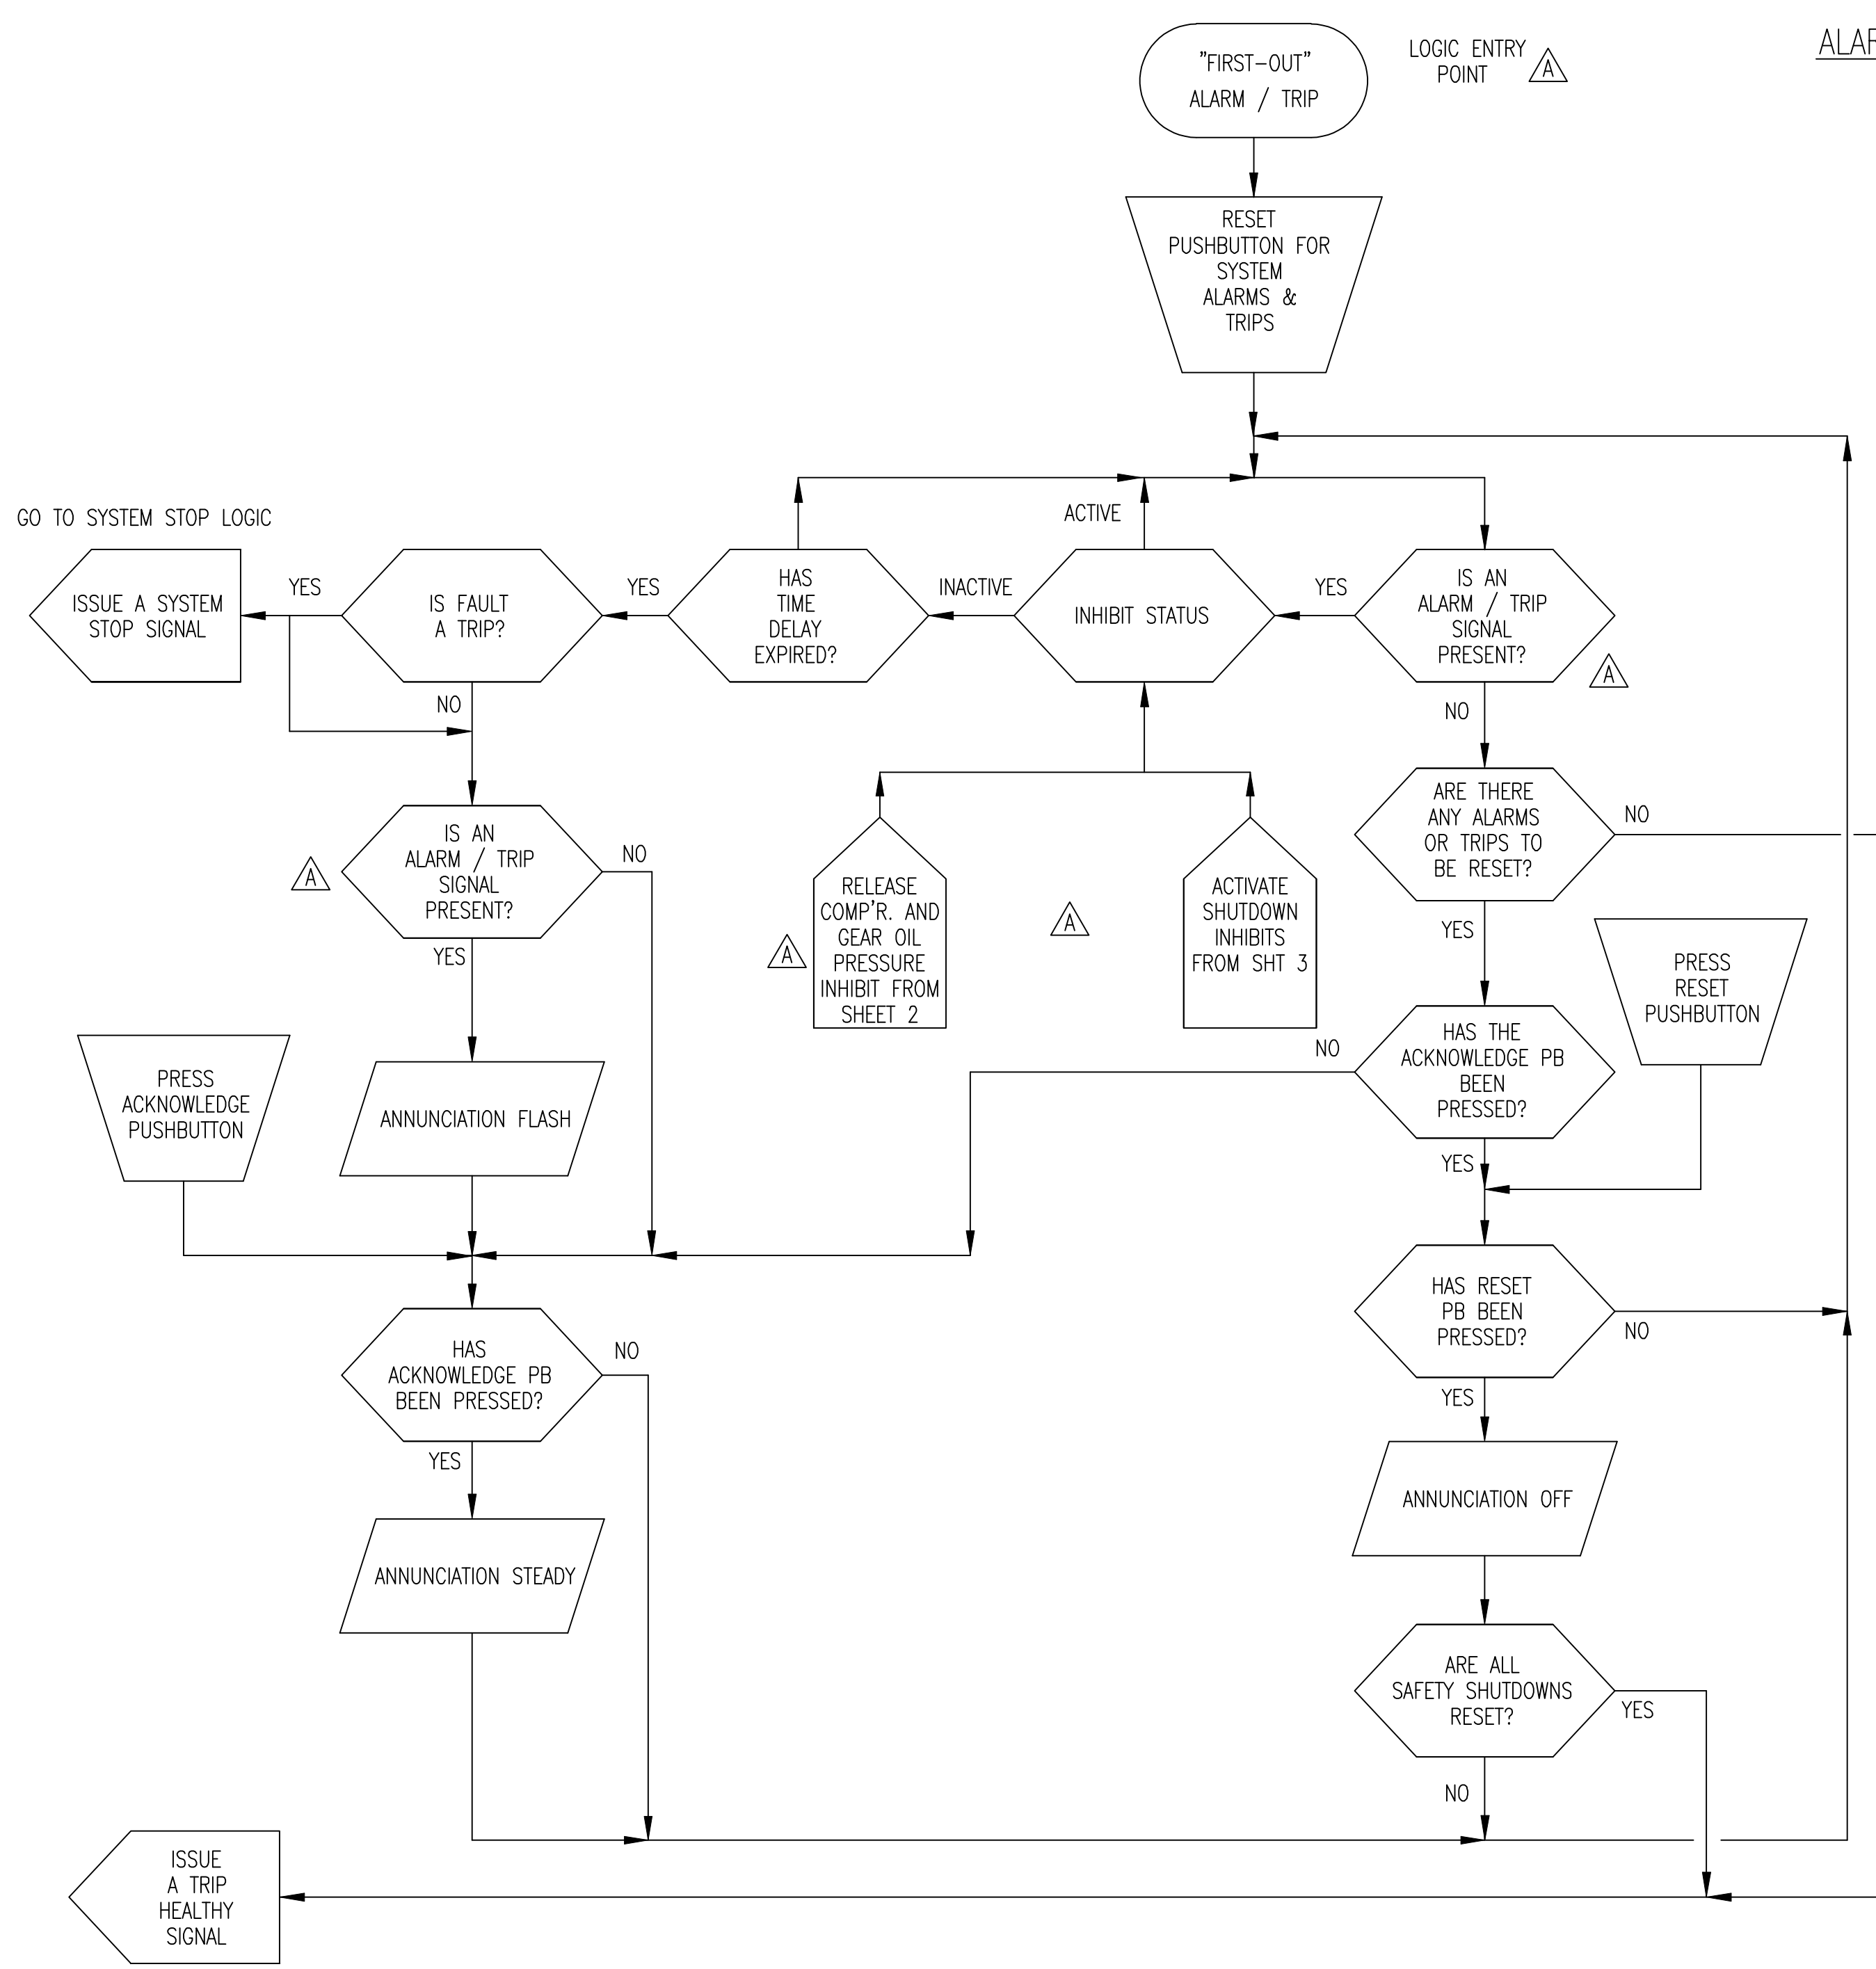 "FIRST-OUT"
ALARM / TRIP
LOGIC ENTRY
POINT
A
ALAR
RESET
PUSHBUTTON FOR
SYSTEM
ALARMS &
TRIPS
GO TO SYSTEM STOP LOGIC
ACTIVE
ISSUE A SYSTEM
STOP SIGNAL
YES
IS FAULT
A TRIP?
YES
HAS
TIME
DELAY
EXPIRED?
INACTIVE
INHIBIT STATUS
YES
IS AN
ALARM / TRIP
SIGNAL
PRESENT?
A
NO
NO
ARE THERE
ANY ALARMS
OR TRIPS TO
BE RESET?
NO
A
IS AN
ALARM / TRIP
SIGNAL
PRESENT?
NO
A
RELEASE
COMP'R. AND
GEAR OIL
PRESSURE
INHIBIT FROM
SHEET 2
A
ACTIVATE
SHUTDOWN
INHIBITS
FROM SHT 3
YES
YES
PRESS
RESET
PUSHBUTTON
NO
HAS THE
ACKNOWLEDGE PB
BEEN
PRESSED?
PRESS
ACKNOWLEDGE
PUSHBUTTON
ANNUNCIATION FLASH
YES
HAS RESET
PB BEEN
PRESSED?
NO
HAS
ACKNOWLEDGE PB
BEEN PRESSED?
NO
YES
YES
ANNUNCIATION OFF
ANNUNCIATION STEADY
ARE ALL
SAFETY SHUTDOWNS
RESET?
YES
NO
ISSUE
A TRIP
HEALTHY
SIGNAL